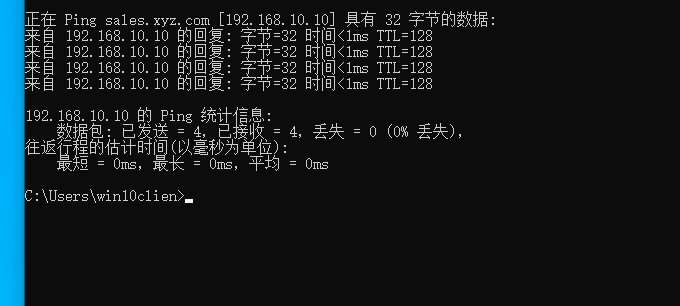 正在 Ping sales.xyz.com [192.168.10.10] 具有 32 字节的数据:
来自 192.168.10.10 的回复: 字节=32 时间<1ms TTL=128
来自 192.168.10.10 的回复: 字节=32 时间<1ms TTL=128
来自 192.168.10.10 的回复: 字节=32 时间<1ms TTL=128
来自 192.168.10.10 的回复: 字节=32 时间<1ms TTL=128
192.168.10.10 的 Ping 统计信息:
数据包: 已发送 = 4, 已接收 = 4, 丢失 = 0 (0% 丢失),
往返行程的估计时间(以毫秒为单位):
最短 = 0ms, 最长 = 0ms, 平均 = 0ms
C:\Users\win10clien>